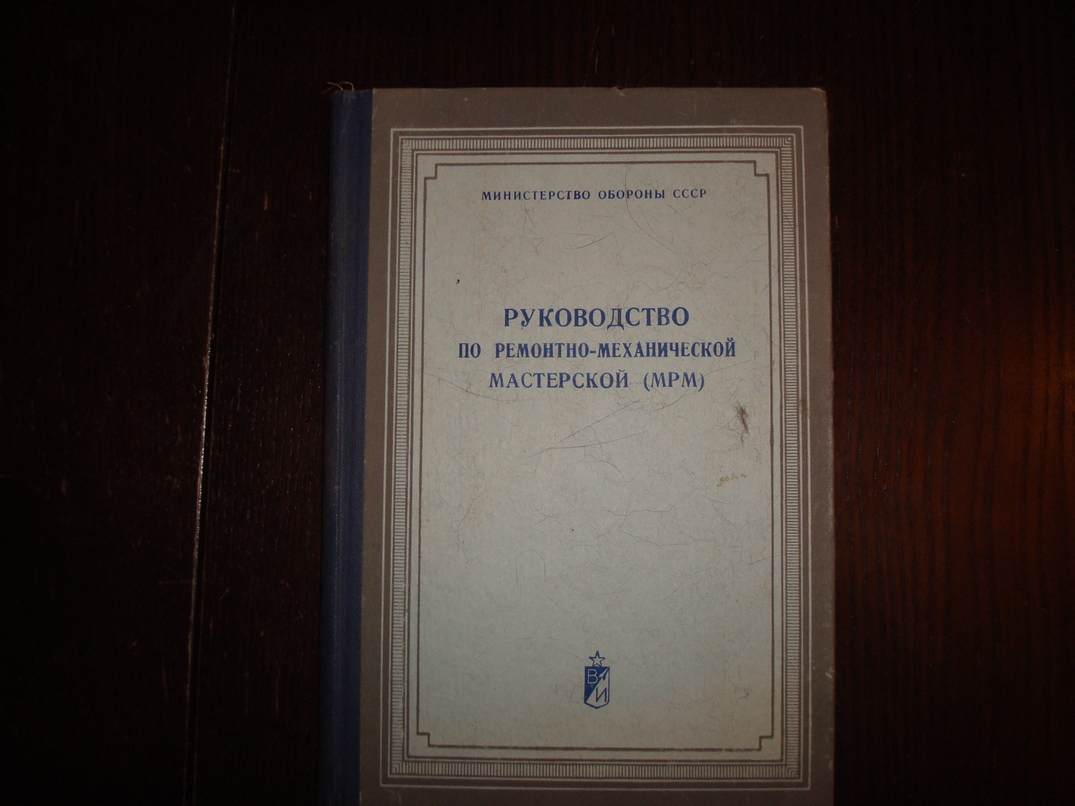 МИНИСТЕРСТВО ОБОРОНЫ СССР
РУКОВОДСТВО
ПО РЕМОНТНО-МЕХАНИЧЕСКОЙ
МАСТЕРСКОЙ (МРМ)
В
И